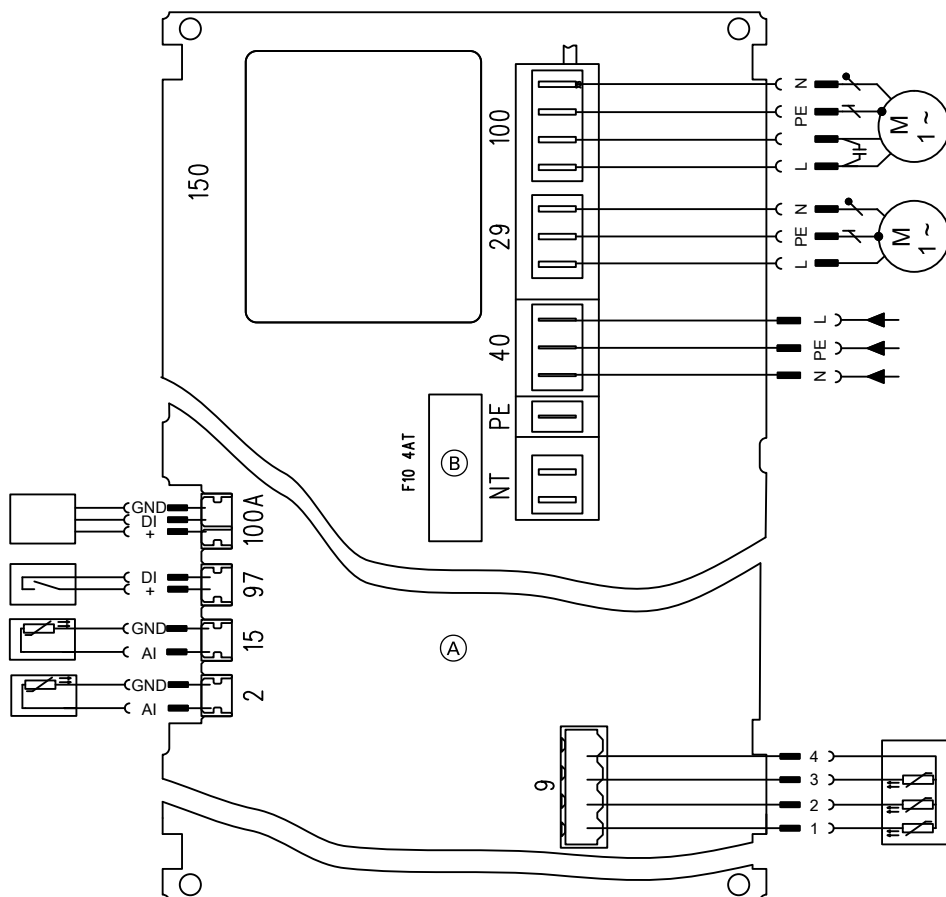 150
100
N
PE
L
M
1~
29
N
PE
L
M
1~
40
L
PE
N
PE
F10 4AT
B
NT
GND
DI
+
100A
DI
+
97
GND
AI
15
GND
AI
2
A
9
4
3
2
1